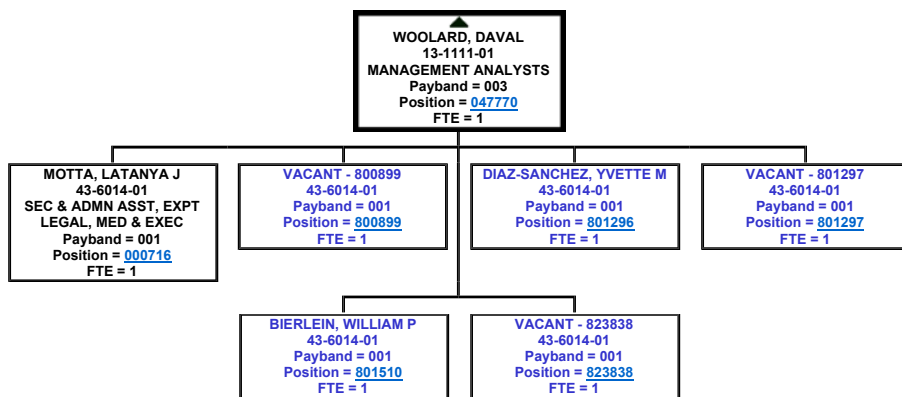 WOOLARD, DAVAL
13-1111-01
MANAGEMENT ANALYSTS
Payband = 003
Position = 047770
FTE = 1
MOTTA, LATANYA J
43-6014-01
SEC & ADMN ASST, EXPT
LEGAL, MED & EXEC
Payband = 001
Position = 000716
FTE = 1
VACANT - 800899
43-6014-01
Payband = 001
Position = 800899
FTE = 1
DIAZ-SANCHEZ, YVETTE M
43-6014-01
Payband = 001
Position = 801296
FTE = 1
VACANT - 801297
43-6014-01
Payband = 001
Position = 801297
FTE = 1
BIERLEIN, WILLIAM P
43-6014-01
Payband = 001
Position = 801510
FTE = 1
VACANT - 823838
43-6014-01
Payband = 001
Position = 823838
FTE = 1